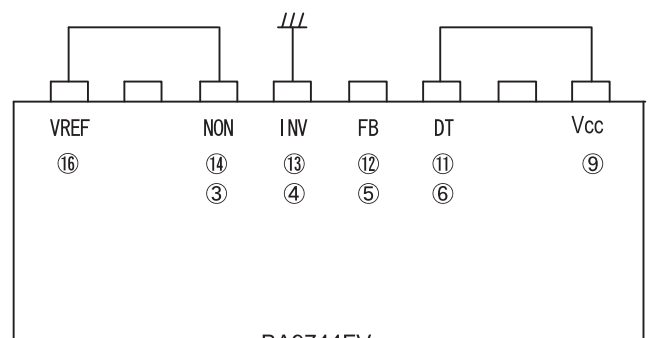 VREF NON INV FB DT Vcc
⑯ ⑭ ⑬ ⑫ ⑪ ⑨
③ ④ ⑤ ⑥